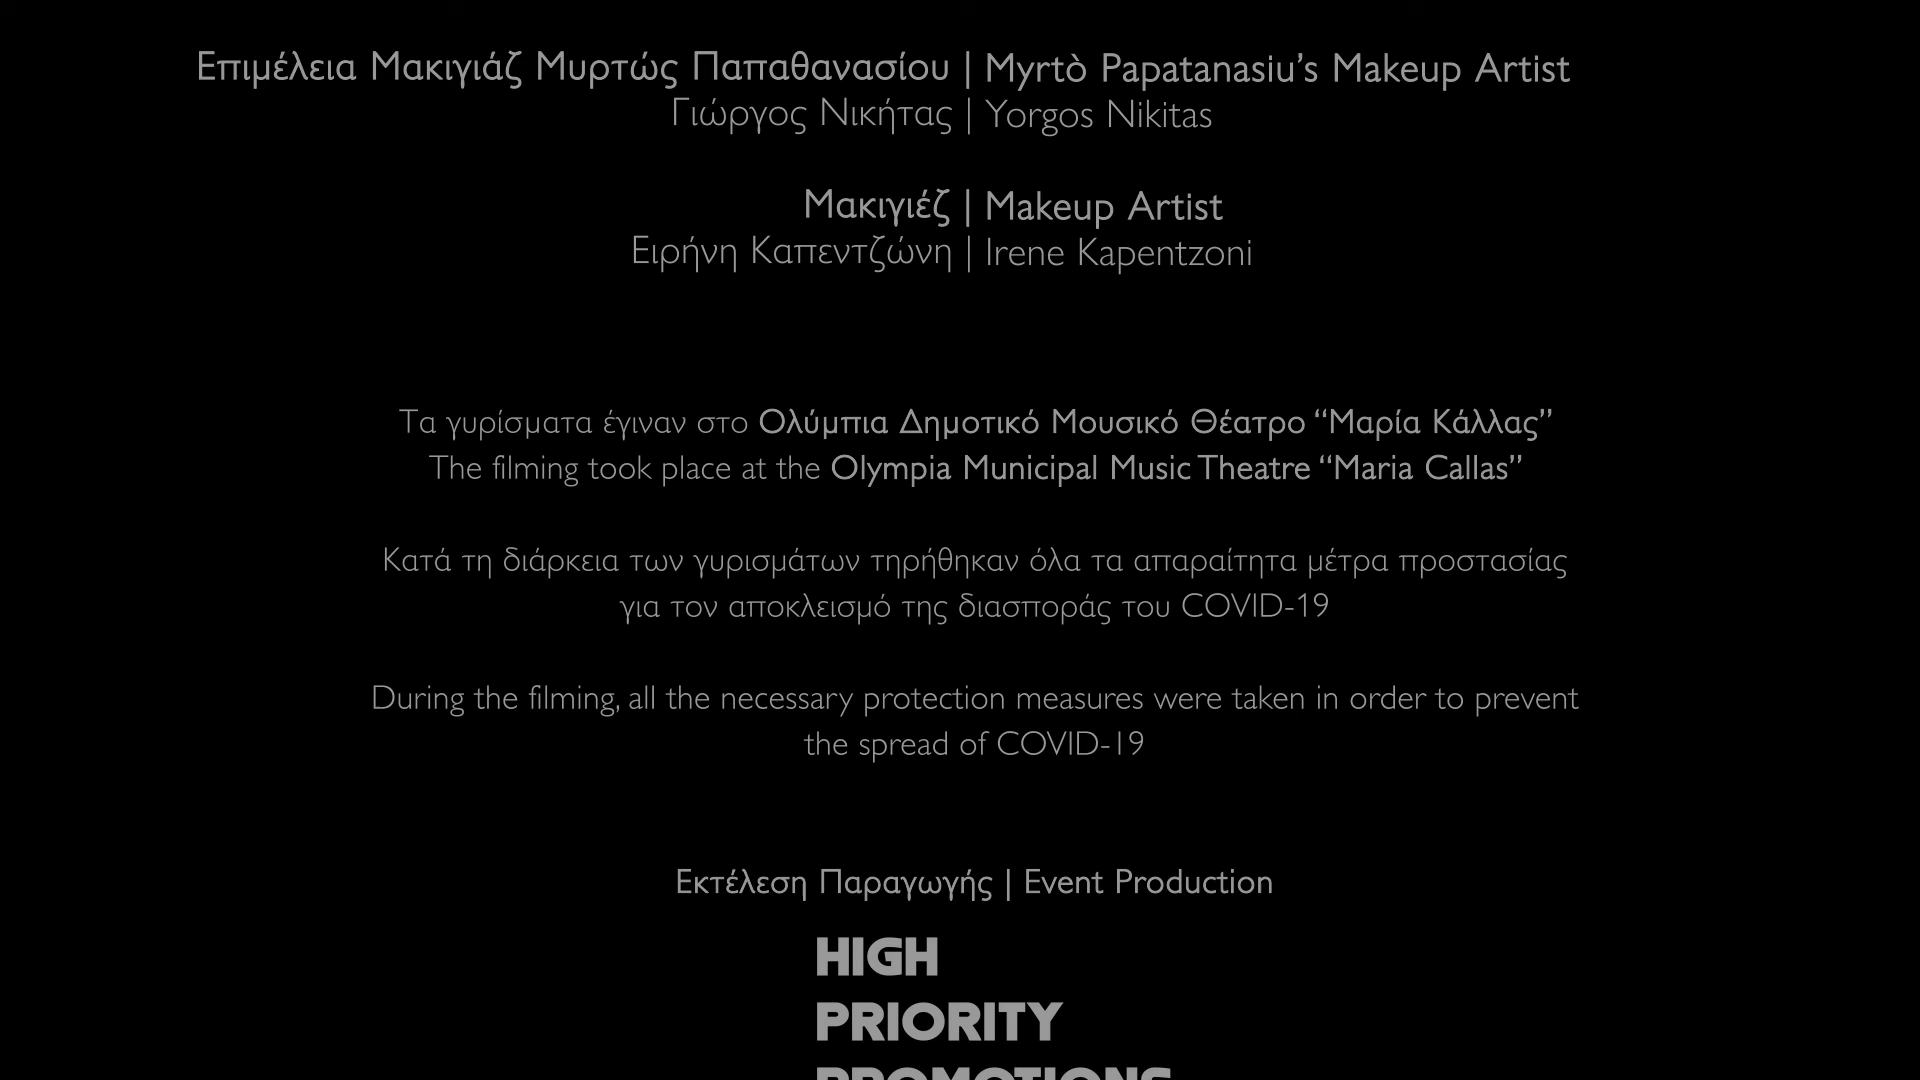 Επιμέλεια Μακιγιάζ Μυρτώς Παπαθανασίου | Myrtò Papatanasiu’s Makeup Artist
Γιώργος Νικήτας | Yorgos Nikitas
Μακιγιέζ | Makeup Artist
Ειρήνη Καπεντζώνη | Irene Kapentzoni
Τα γυρίσματα έγιναν στο Ολύμπια Δημοτικό Μουσικό Θέατρο “Μαρία Κάλλας”
The filming took place at the Olympia Municipal Music Theatre “Maria Callas”
Κατά τη διάρκεια των γυρισμάτων τηρήθηκαν όλα τα απαραίτητα μέτρα προστασίας
για τον αποκλεισμό της διασποράς του COVID-19
During the filming, all the necessary protection measures were taken in order to prevent
the spread of COVID-19
Εκτέλεση Παραγωγής | Event Production
HIGH
PRIORITY
PROMOTIONS